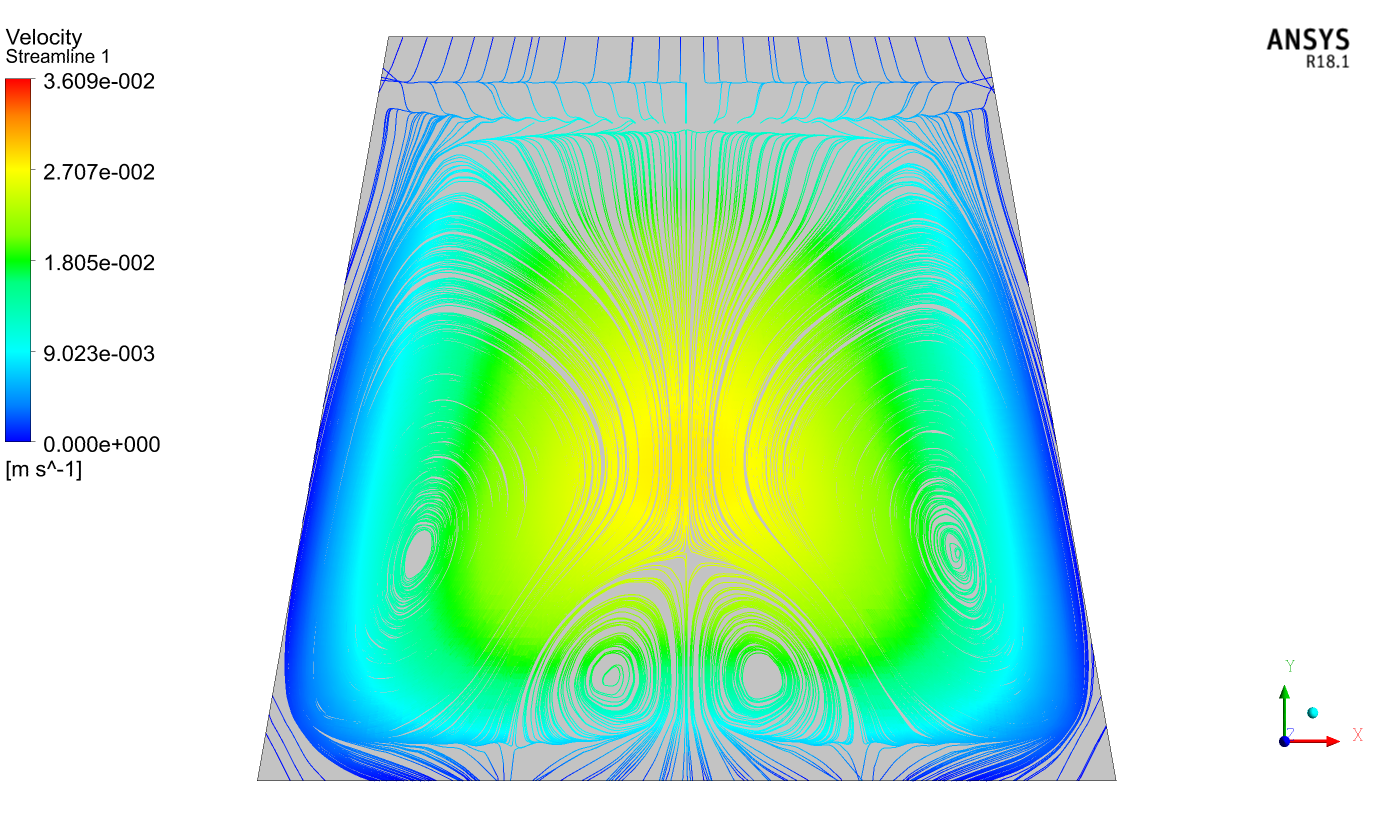 Velocity
Streamline 1
3.609e-002
2.707e-002
1.805e-002
9.023e-003
0.000e+000
[m s^-1]
ANSYS
R18.1
Y
Z
X